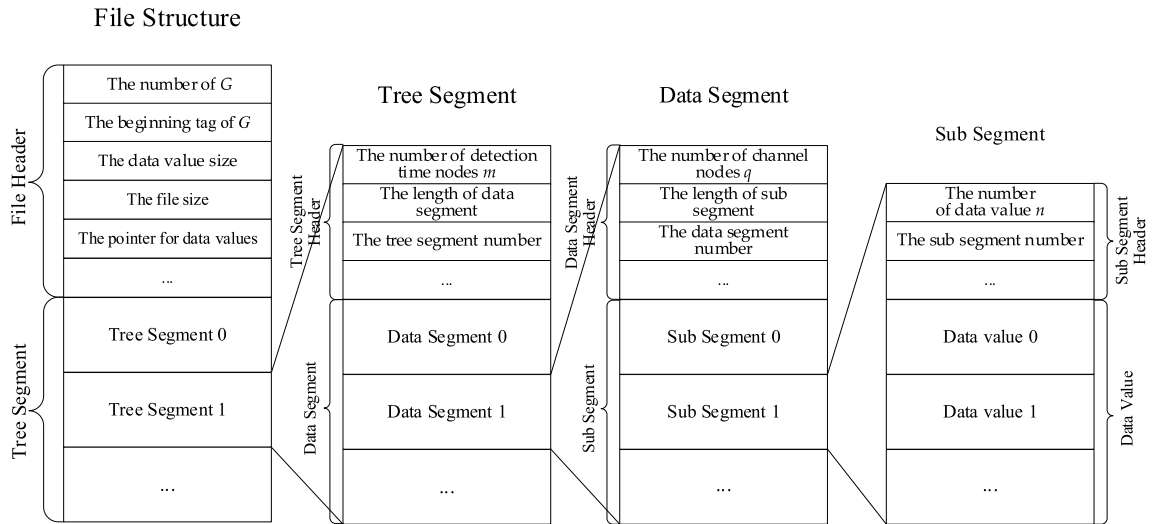 File Structure
File Header
The number of G
The beginning tag of G
The data value size
The file size
The pointer for data values
...
Tree Segment
Tree Segment 0
Tree Segment 1
...
Tree Segment
Tree Segment
Header
The number of detection
time nodes m
The length of data
segment
The tree segment number
...
Data Segment
Data Segment 0
Data Segment 1
...
Data Segment
Data Segment
Header
The number of channel
nodes q
The length of sub
segment
The data segment
number
...
Sub Segment
Sub Segment 0
Sub Segment 1
...
Sub Segment
The number
of data value n
The sub segment number
...
Sub Segment
Header
Data value 0
Data value 1
...
Data Value